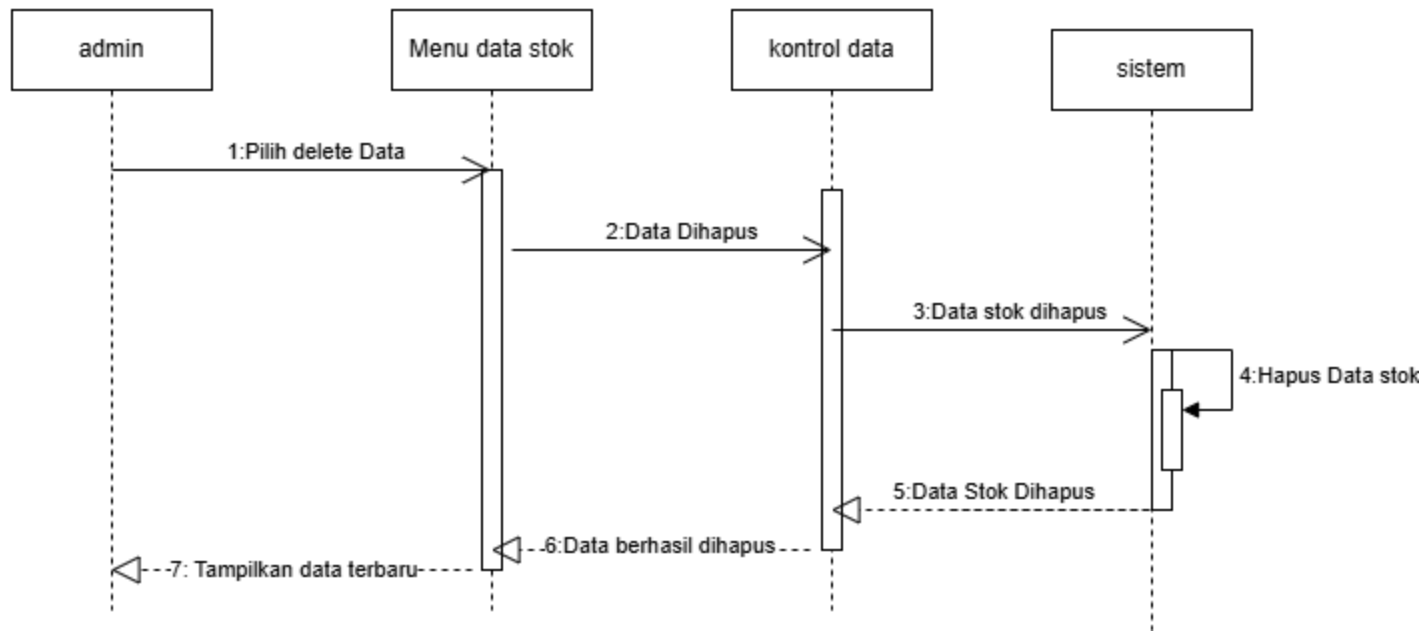 admin
Menu data stok
kontrol data
sistem
1:Pilih delete Data
2:Data Dihapus
3:Data stok dihapus
4:Hapus Data stok
5:Data Stok Dihapus
6:Data berhasil dihapus
7: Tampilkan data terbaru